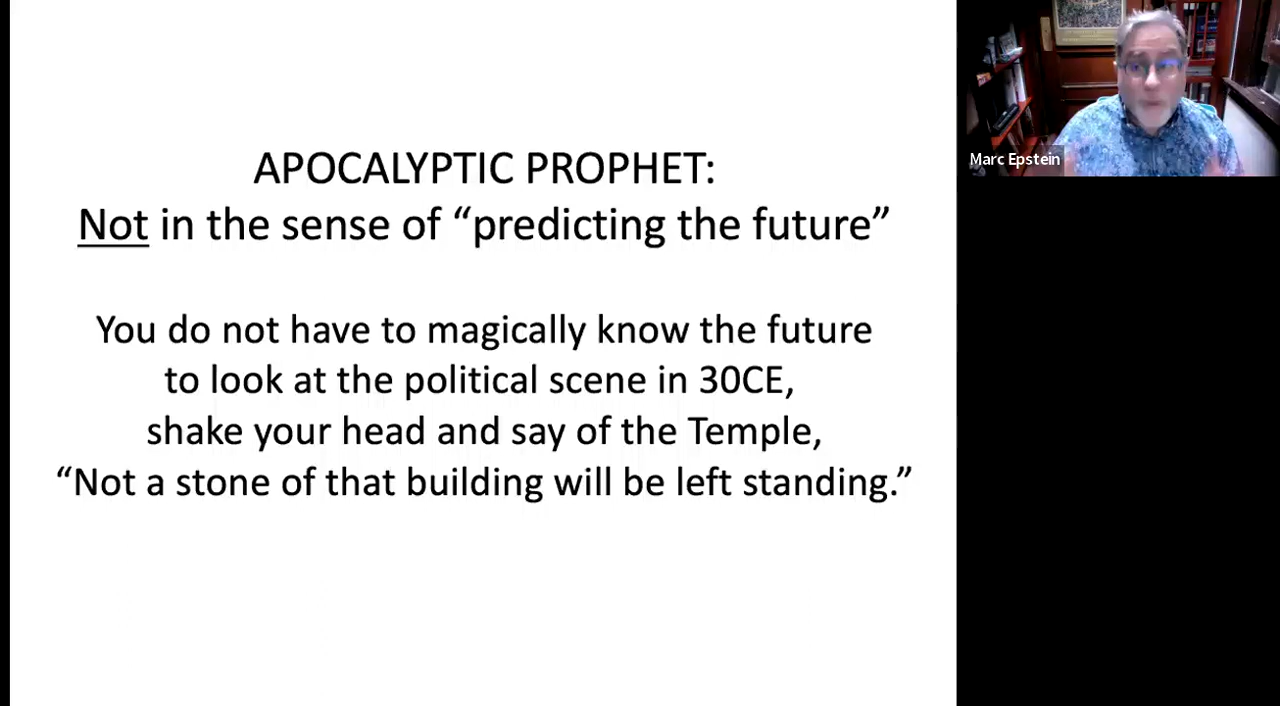 APOCALYPTIC PROPHET:
Not in the sense of “predicting the future”
You do not have to magically know the future
to look at the political scene in 30CE,
shake your head and say of the Temple,
“Not a stone of that building will be left standing.”
Marc Epstein